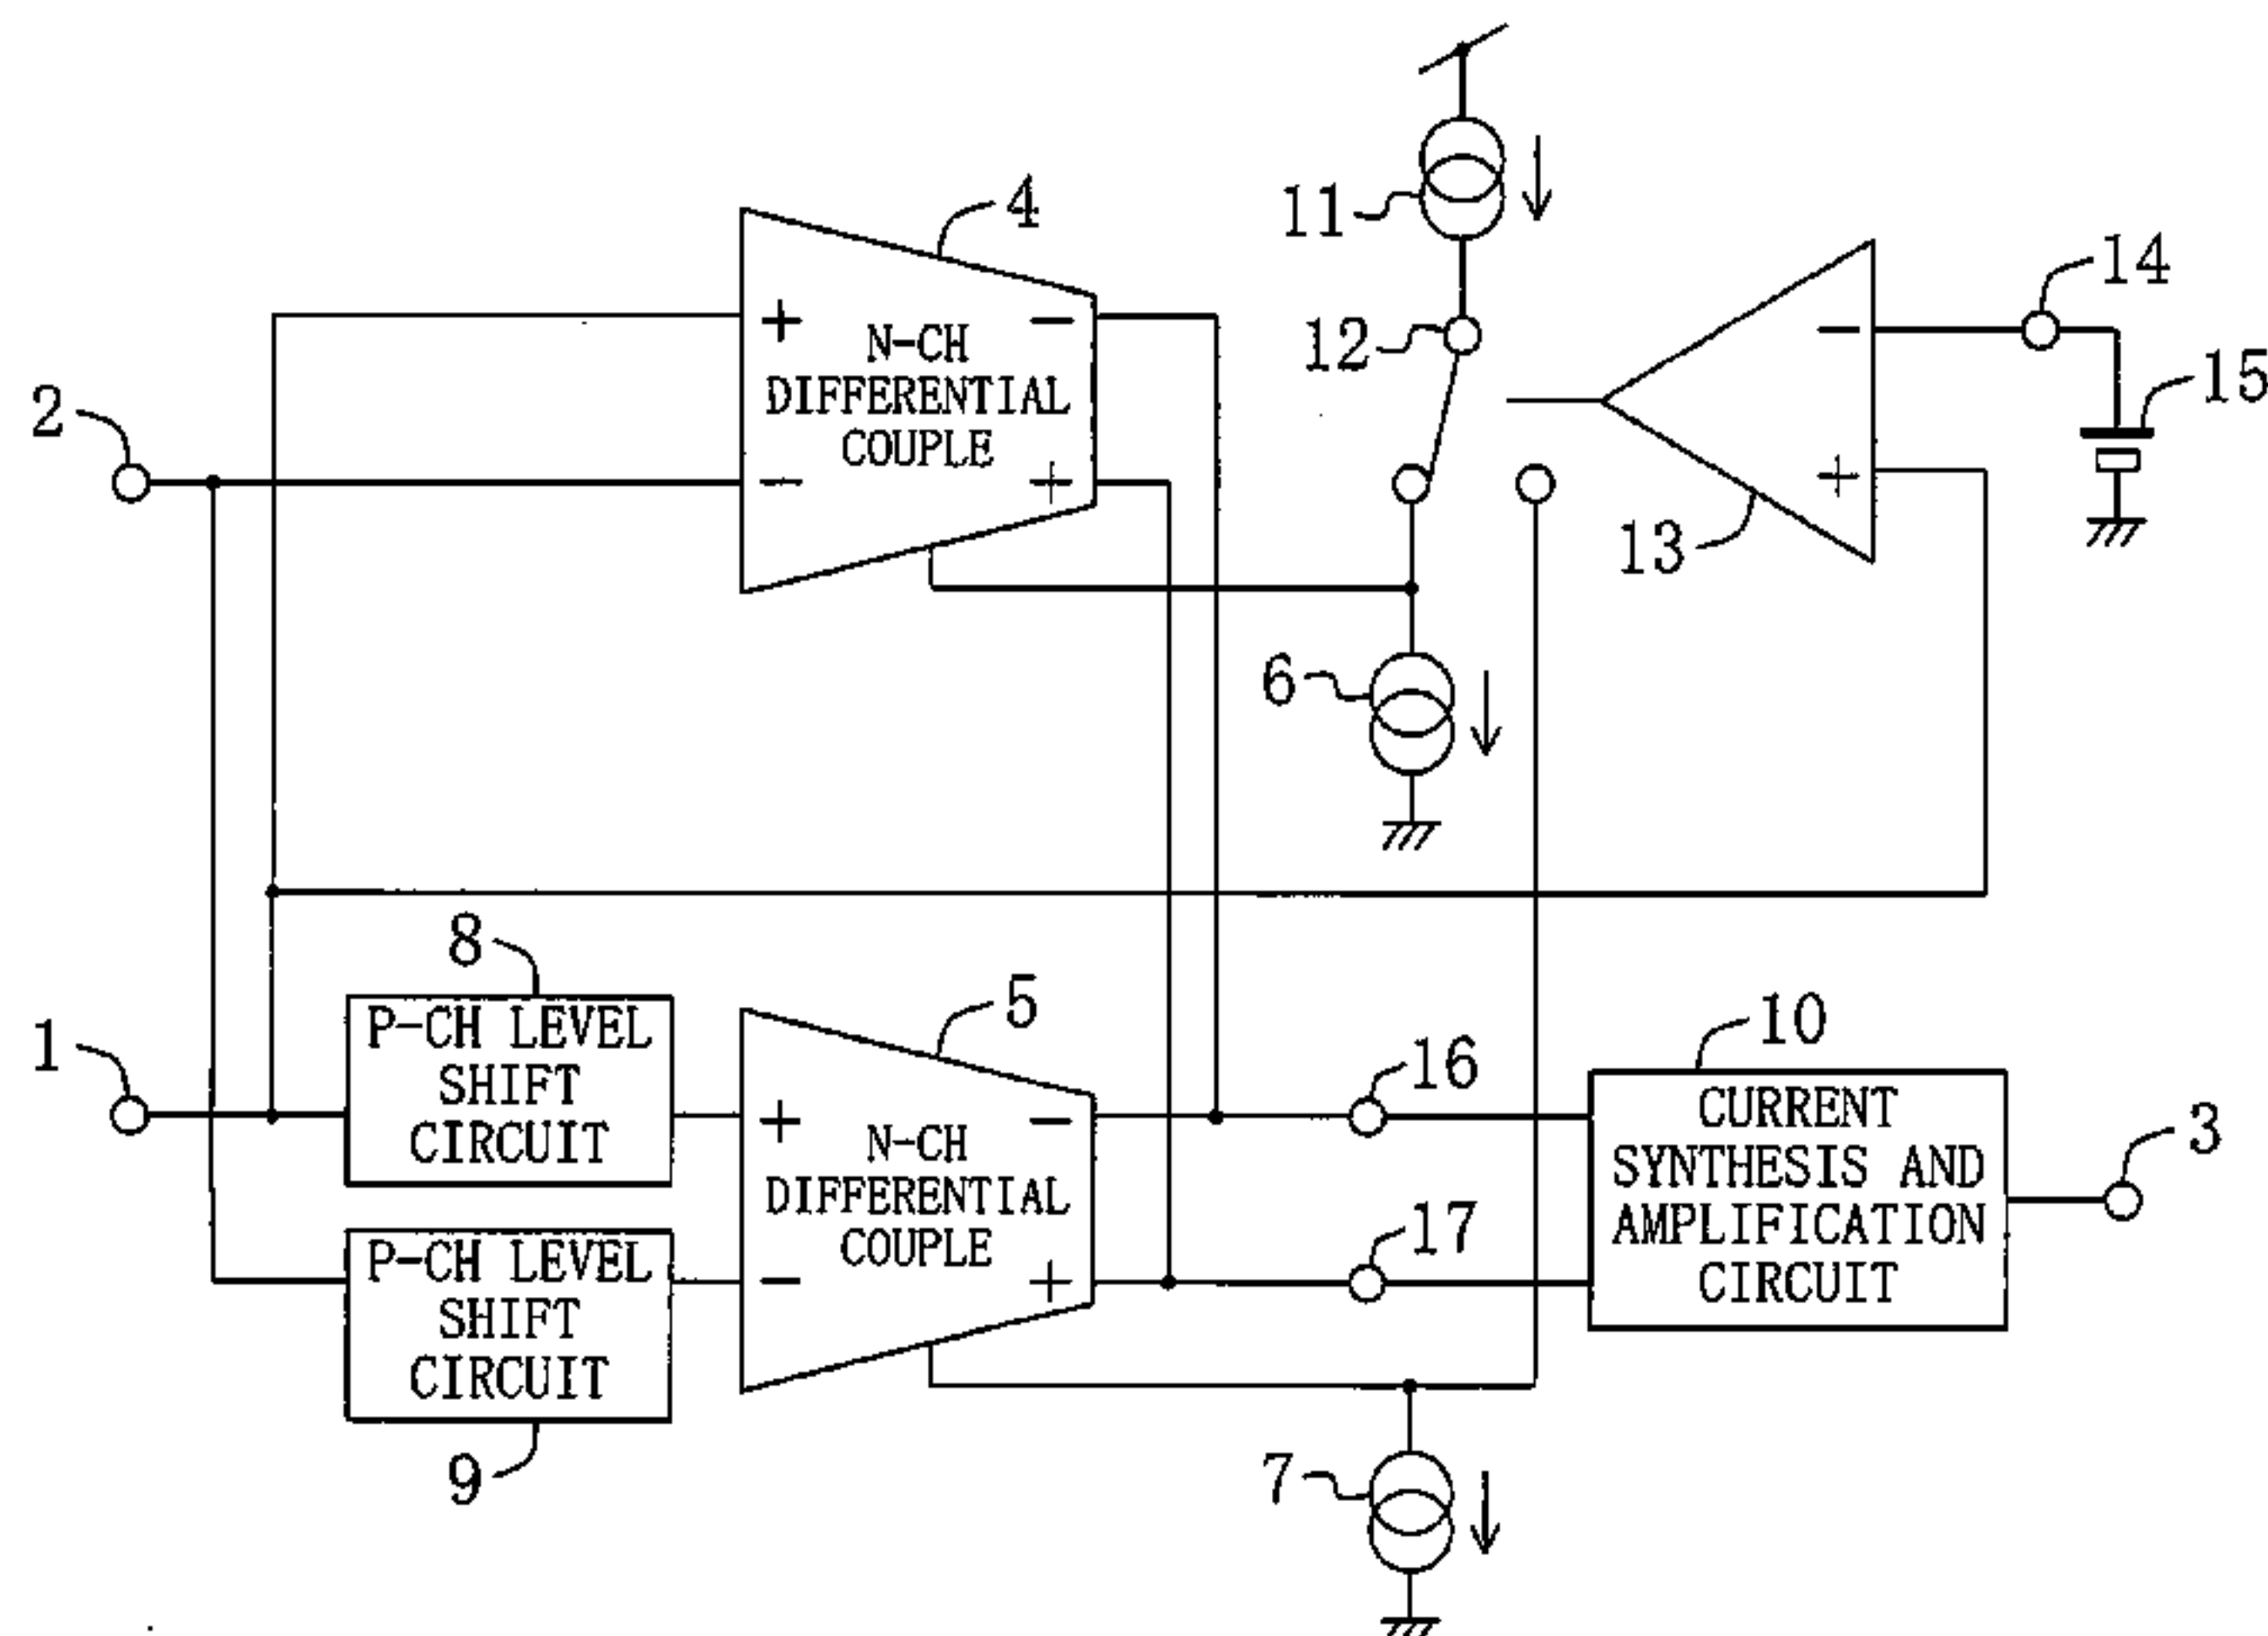 4
11
14
12
15
2
+ N-CH −
DIFFERENTIAL
− COUPLE +
−
+
13
6
8
P-CH LEVEL
SHIFT
CIRCUIT
1
5
+ N-CH −
DIFFERENTIAL
− COUPLE +
16
10
CURRENT
SYNTHESIS AND
AMPLIFICATION
CIRCUIT
3
17
P-CH LEVEL
SHIFT
CIRCUIT
9
7